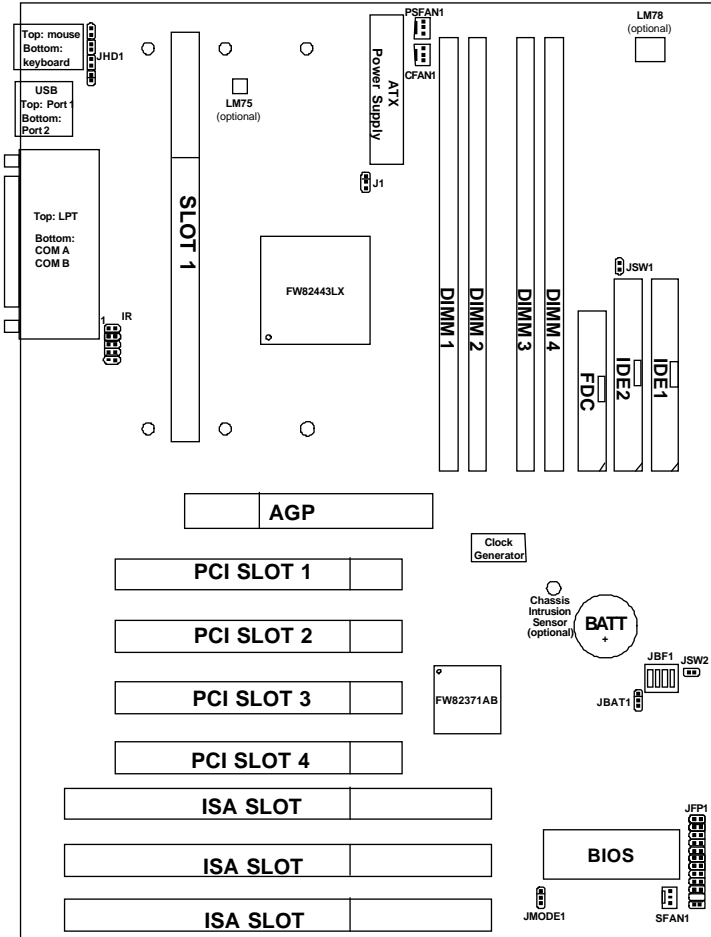 Top: mouse
Bottom:
keyboard
JHD1
USB
Top: Port 1
Bottom:
Port 2
Top: LPT
Bottom:
COM A
COM B
1
IR
SLOT 1
LM75
(optional)
FW82443LX
J1
ATX
Power Supply
PSFAN1
CFAN1
LM78
(optional)
DIMM 1
DIMM 2
DIMM 3
DIMM 4
JSW1
FDC
IDE2
IDE1
AGP
PCI SLOT 1
PCI SLOT 2
PCI SLOT 3
PCI SLOT 4
ISA SLOT
ISA SLOT
ISA SLOT
Clock
Generator
Chassis
Intrusion
Sensor
(optional)
BATT
+
FW82371AB
JBF1
JSW2
JBAT1
JFP1
BIOS
JMODE1
SFAN1